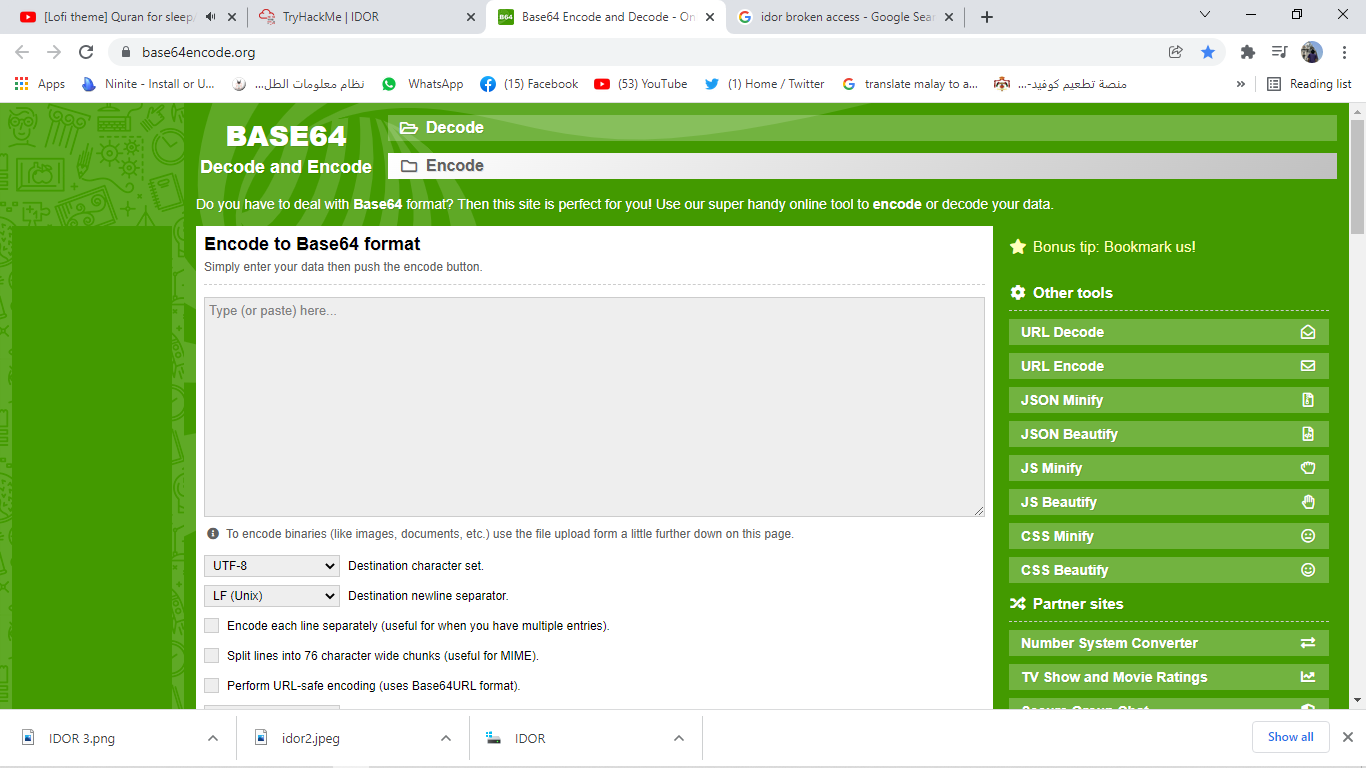 [Lofi theme] Quran for sleep/
TryHackMe | IDOR
B64
Base64 Encode and Decode - On
idor broken access - Google Sear
base64encode.org
Apps
Ninite - Install or U...
نظام معلومات الطل...
WhatsApp
(15) Facebook
(53) YouTube
(1) Home / Twitter
translate malay to a...
منصة تطعيم كوفيد-...
»
Reading list
BASE64
Decode and Encode
Decode
Encode
Do you have to deal with Base64 format? Then this site is perfect for you! Use our super handy online tool to encode or decode your data.
Encode to Base64 format
Simply enter your data then push the encode button.
Type (or paste) here...
To encode binaries (like images, documents, etc.) use the file upload form a little further down on this page.
UTF-8
Destination character set.
LF (Unix)
Destination newline separator.
Encode each line separately (useful for when you have multiple entries).
Split lines into 76 character wide chunks (useful for MIME).
Perform URL-safe encoding (uses Base64URL format).
Bonus tip: Bookmark us!
Other tools
URL Decode
URL Encode
JSON Minify
JSON Beautify
JS Minify
JS Beautify
CSS Minify
CSS Beautify
Partner sites
Number System Converter
TV Show and Movie Ratings
Secure Group Chat
IDOR 3.png
idor2.jpeg
IDOR
Show all